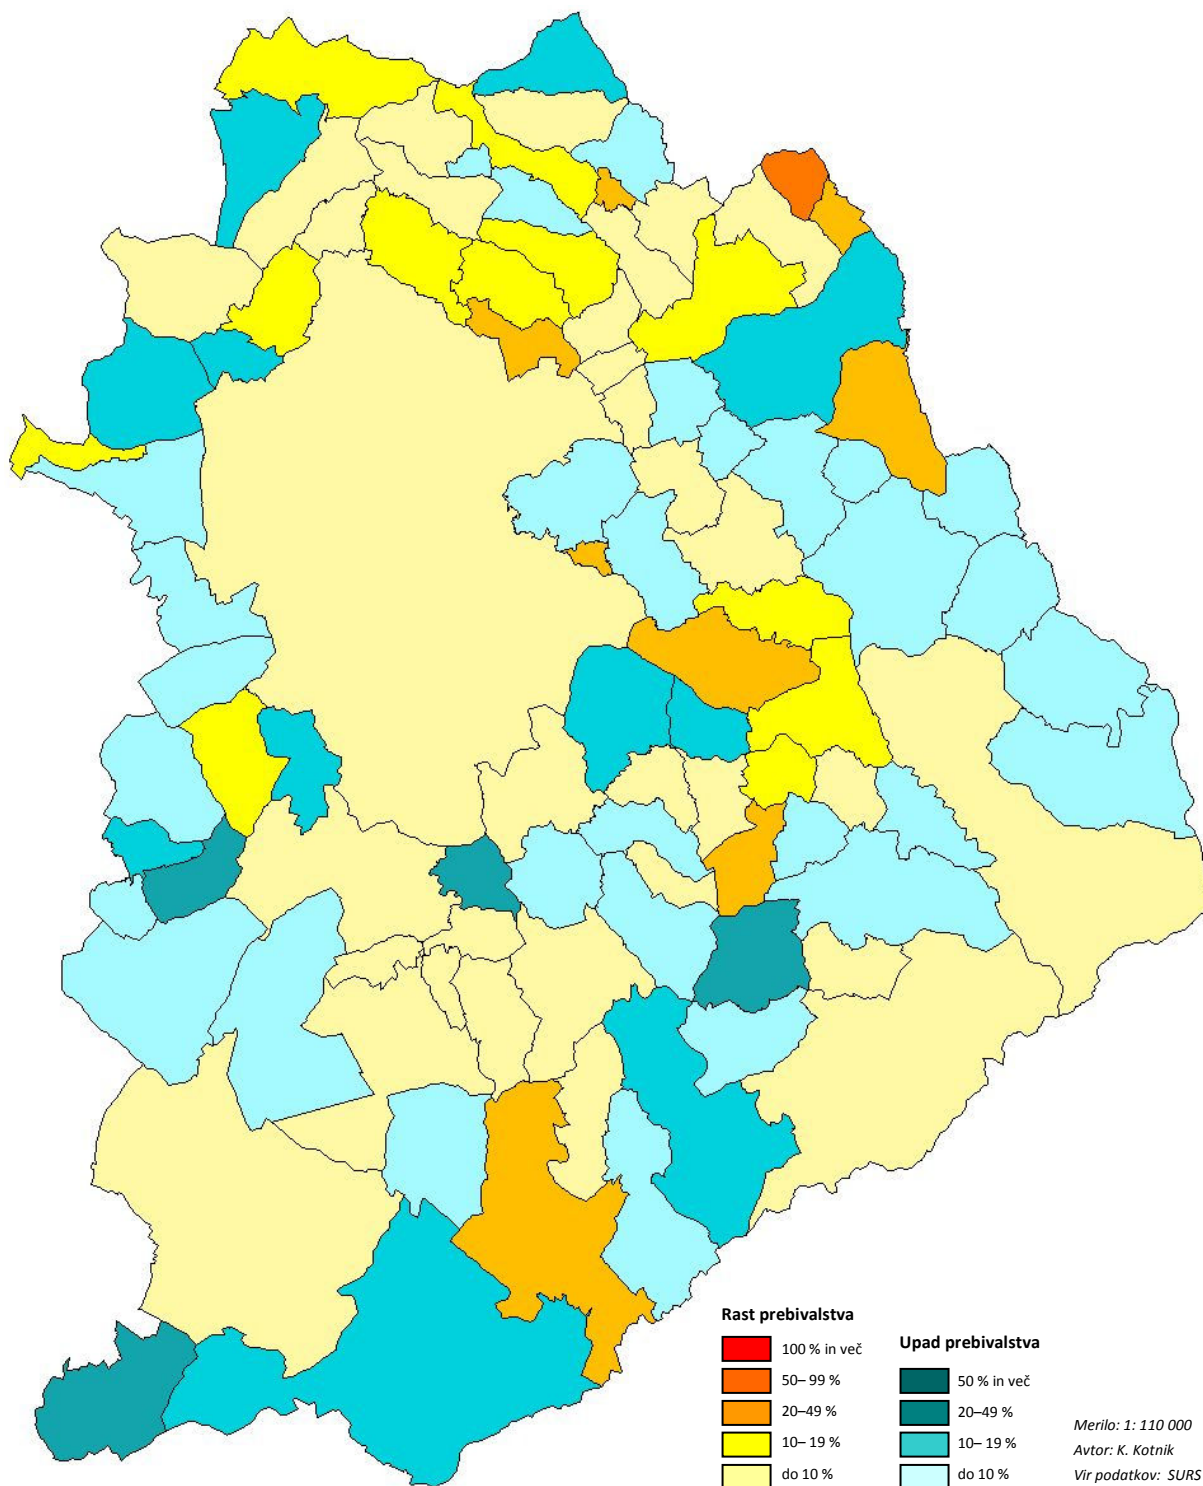 Rast prebivalstva
100 % in več
50– 99 %
20–49 %
10– 19 %
do 10 %
Upad prebivalstva
50 % in več
20–49 %
10– 19 %
do 10 %
Merilo: 1: 110 000
Avtor: K. Kotnik
Vir podatkov: SURS